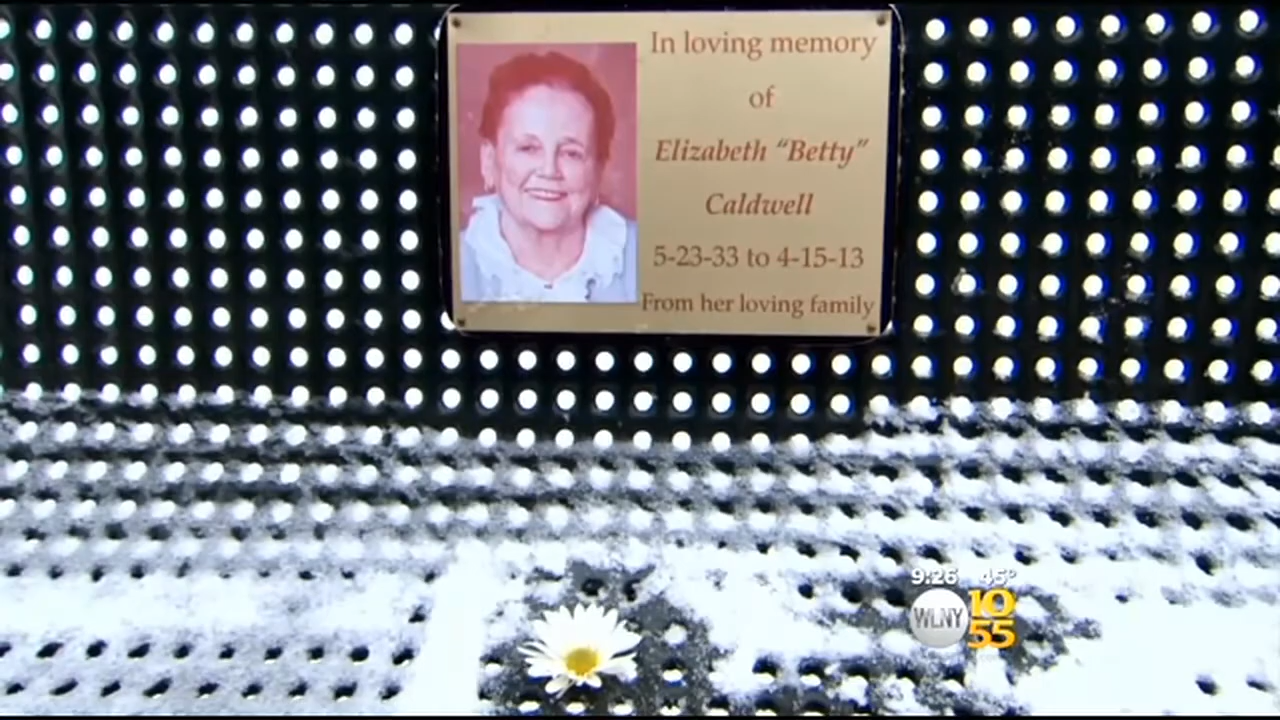 In loving memory
of
Elizabeth “Betty”
Caldwell
5-23-33 to 4-15-13
From her loving family
9:26 45°
WLNY 10
55